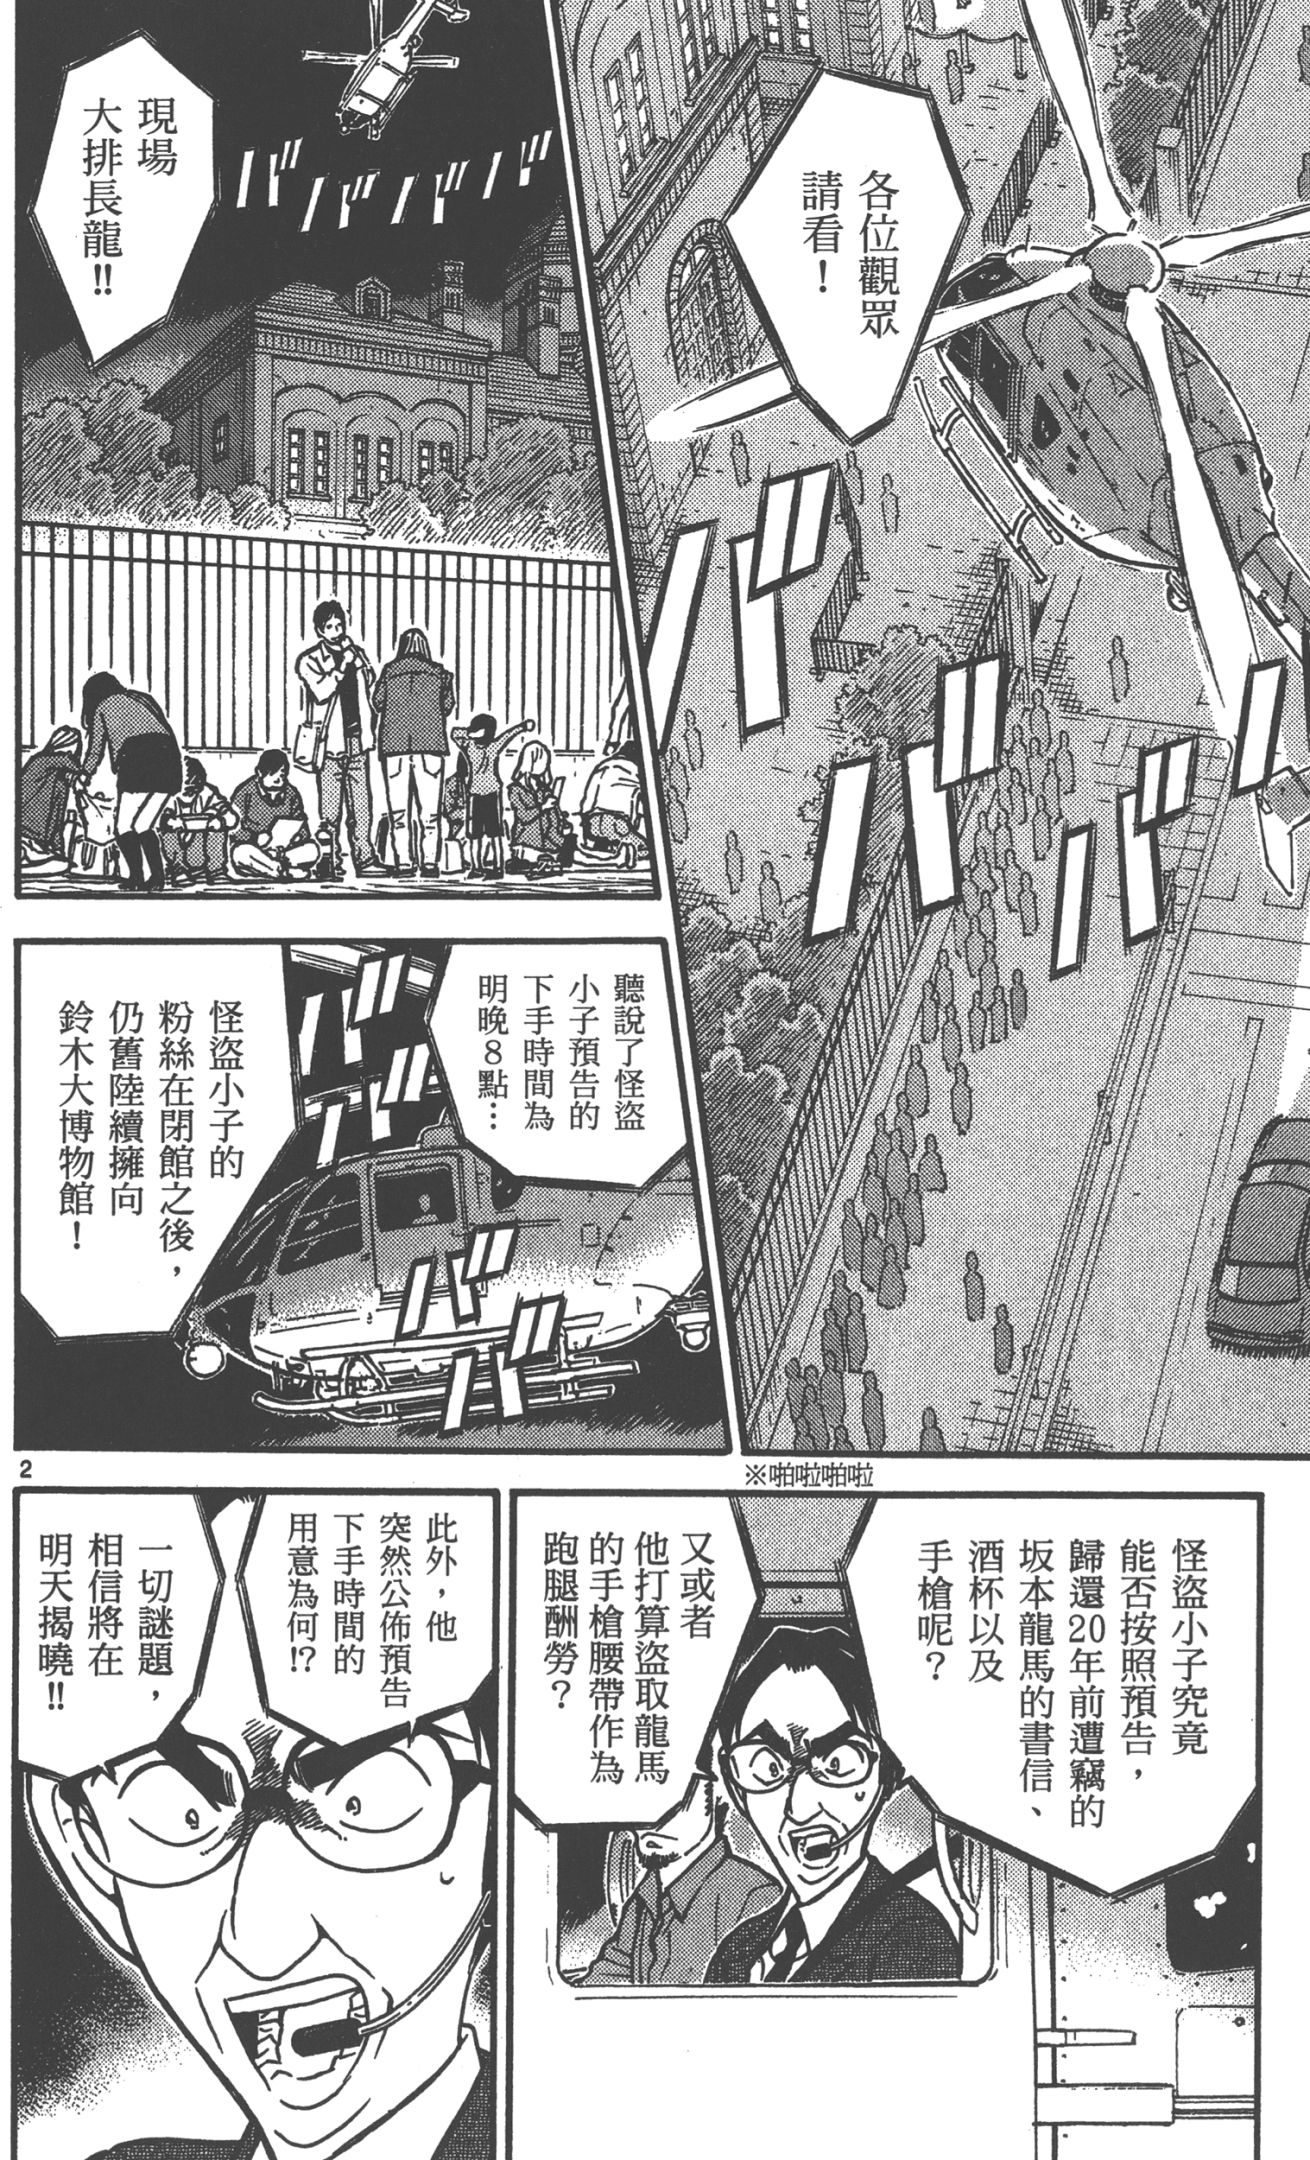 各位觀眾
請看！
現場
大排長龍!!
バババババ
バババ
聽說了怪盜
小子預告的
下手時間為
明晚8點…
怪盜小子的
粉絲在閉館之後，
仍舊陸續擁向
鈴木大博物館！
ババババ
2
※啪啦啪啦
怪盜小子究竟
能否按照預告，
歸還20年前遭竊的
坂本龍馬的書信、
酒杯以及
手槍呢？
又或者
他打算盜取龍馬
的手槍腰帶作為
跑腿酬勞？
此外，他
突然公佈預告
下手時間的
用意為何!?
一切謎題，
相信將在
明天揭曉!!